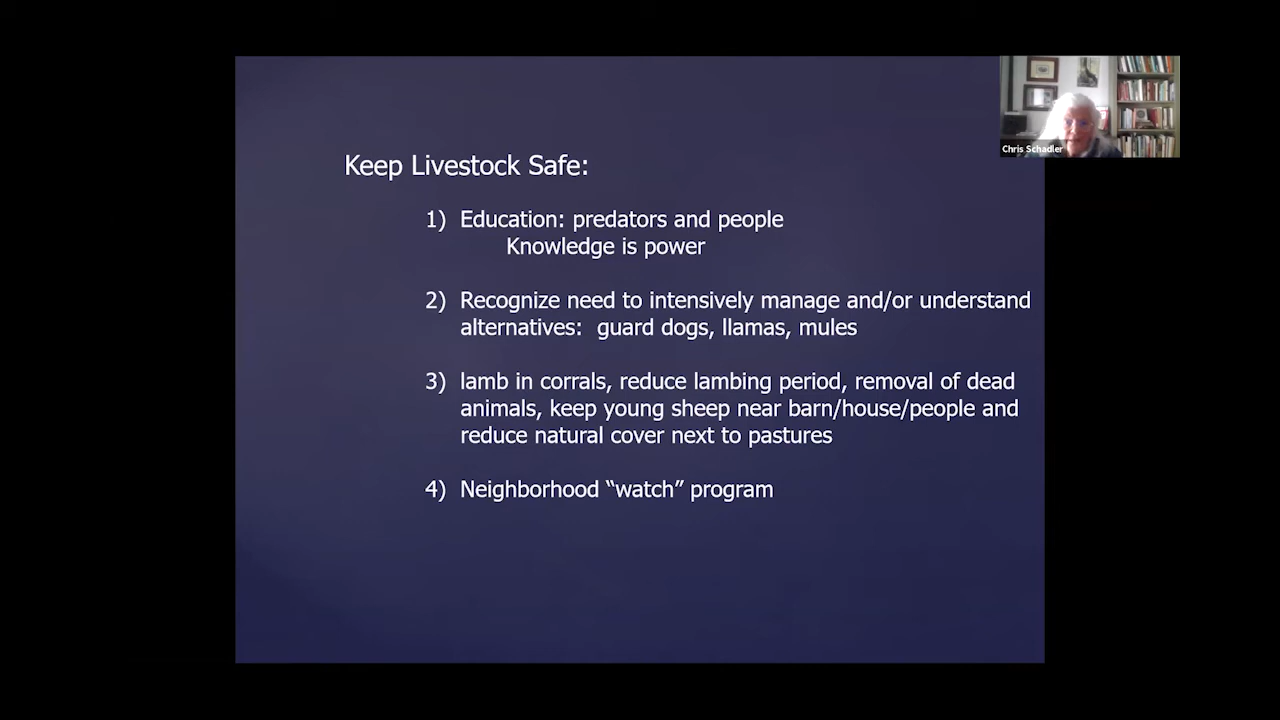 Chris Schadler
Keep Livestock Safe:
1) Education: predators and people
Knowledge is power
2) Recognize need to intensively manage and/or understand
alternatives: guard dogs, llamas, mules
3) lamb in corrals, reduce lambing period, removal of dead
animals, keep young sheep near barn/house/people and
reduce natural cover next to pastures
4) Neighborhood “watch” program